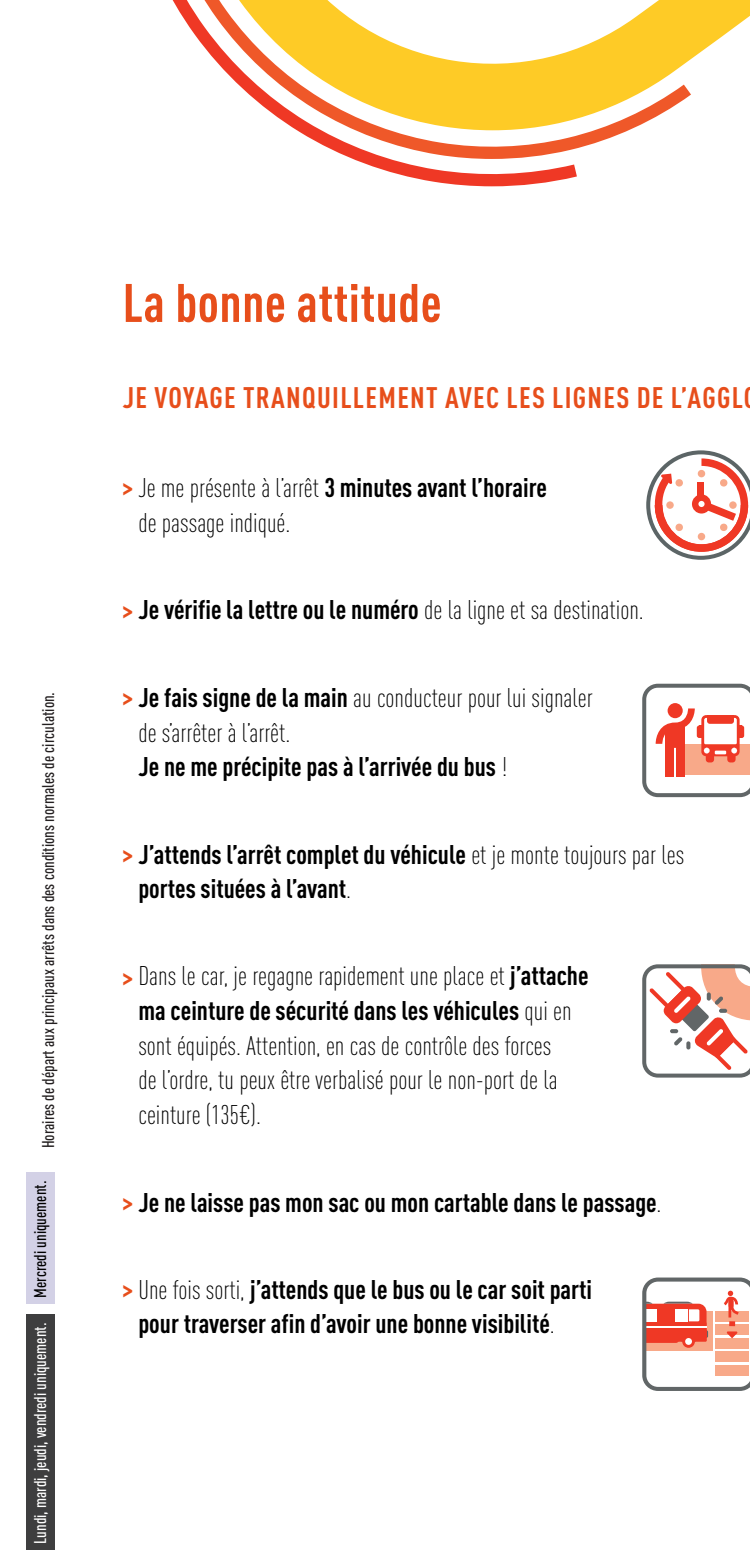 La bonne attitude
JE VOYAGE TRANQUILLEMENT AVEC LES LIGNES DE L’AGGLO
> Je me présente à l’arrêt 3 minutes avant l’horaire
de passage indiqué.
> Je vérifie la lettre ou le numéro de la ligne et sa destination.
> Je fais signe de la main au conducteur pour lui signaler
de s’arrêter à l’arrêt.
Je ne me précipite pas à l’arrivée du bus !
> J’attends l’arrêt complet du véhicule et je monte toujours par les
portes situées à l’avant.
> Dans le car, je regagne rapidement une place et j’attache
ma ceinture de sécurité dans les véhicules qui en
sont équipés. Attention, en cas de contrôle des forces
de l’ordre, tu peux être verbalisé pour le non-port de la
ceinture (135€).
> Je ne laisse pas mon sac ou mon cartable dans le passage.
> Une fois sorti, j’attends que le bus ou le car soit parti
pour traverser afin d’avoir une bonne visibilité.
Lundi, mardi, jeudi, vendredi uniquement.
Mercredi uniquement.
Horaires de départ aux principaux arrêts dans des conditions normales de circulation.